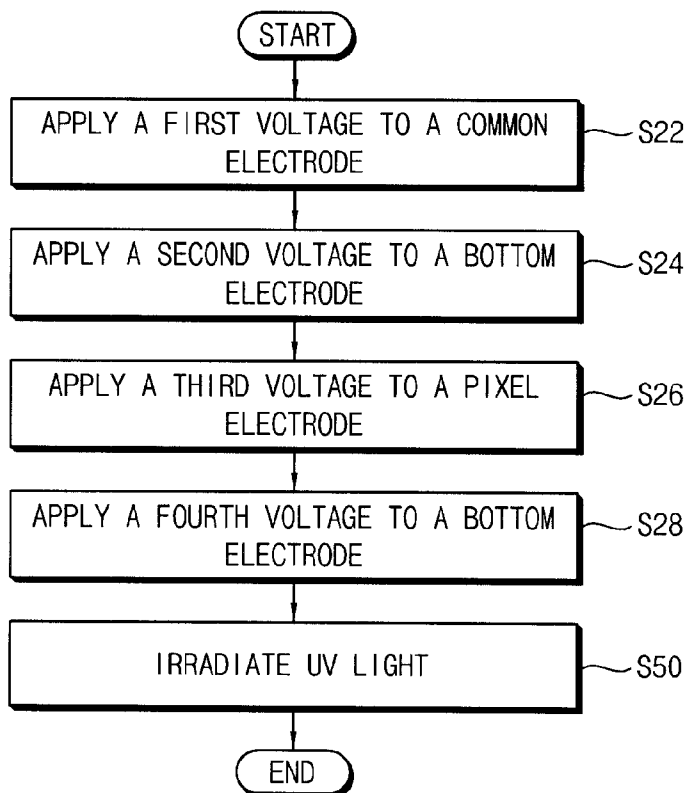 START
APPLY A FIRST VOLTAGE TO A COMMON
ELECTRODE
S22
APPLY A SECOND VOLTAGE TO A BOTTOM
ELECTRODE
S24
APPLY A THIRD VOLTAGE TO A PIXEL
ELECTRODE
S26
APPLY A FOURTH VOLTAGE TO A BOTTOM
ELECTRODE
S28
IRRADIATE UV LIGHT
S50
END